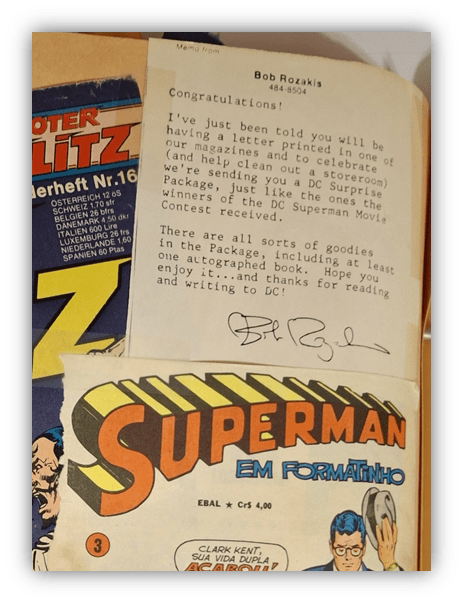 Memo from
Bob Rozakis
484-8504
Congratulations!
I've just been told you will be
having a letter printed in one of
our magazines and to celebrate
(and help clean out a storeroom)
we're sending you a DC Surprise
Package, just like the ones the
winners of the DC Superman Movie
Contest received.
There are all sorts of goodies
in the Package, including at least
one autographed book. Hope you
enjoy it...and thanks for reading
and writing to DC!
Bob Rozakis
OTER
LITZ
derheft Nr.16
ÖSTERREICH 12 öS
SCHWEIZ 1,70 sfr
BELGIEN 26 bfrs
DÄNEMARK 4.50 dkr
ITALIEN 600 Lire
LUXEMBURG 26 frs
NIEDERLANDE 1,60
SPANIEN 60 Ptas
Z
SUPERMAN
EM FORMATINHO
EBAL ★ Cr$ 4,00
3
CLARK KENT,
SUA VIDA DUPLA
ACABOU!